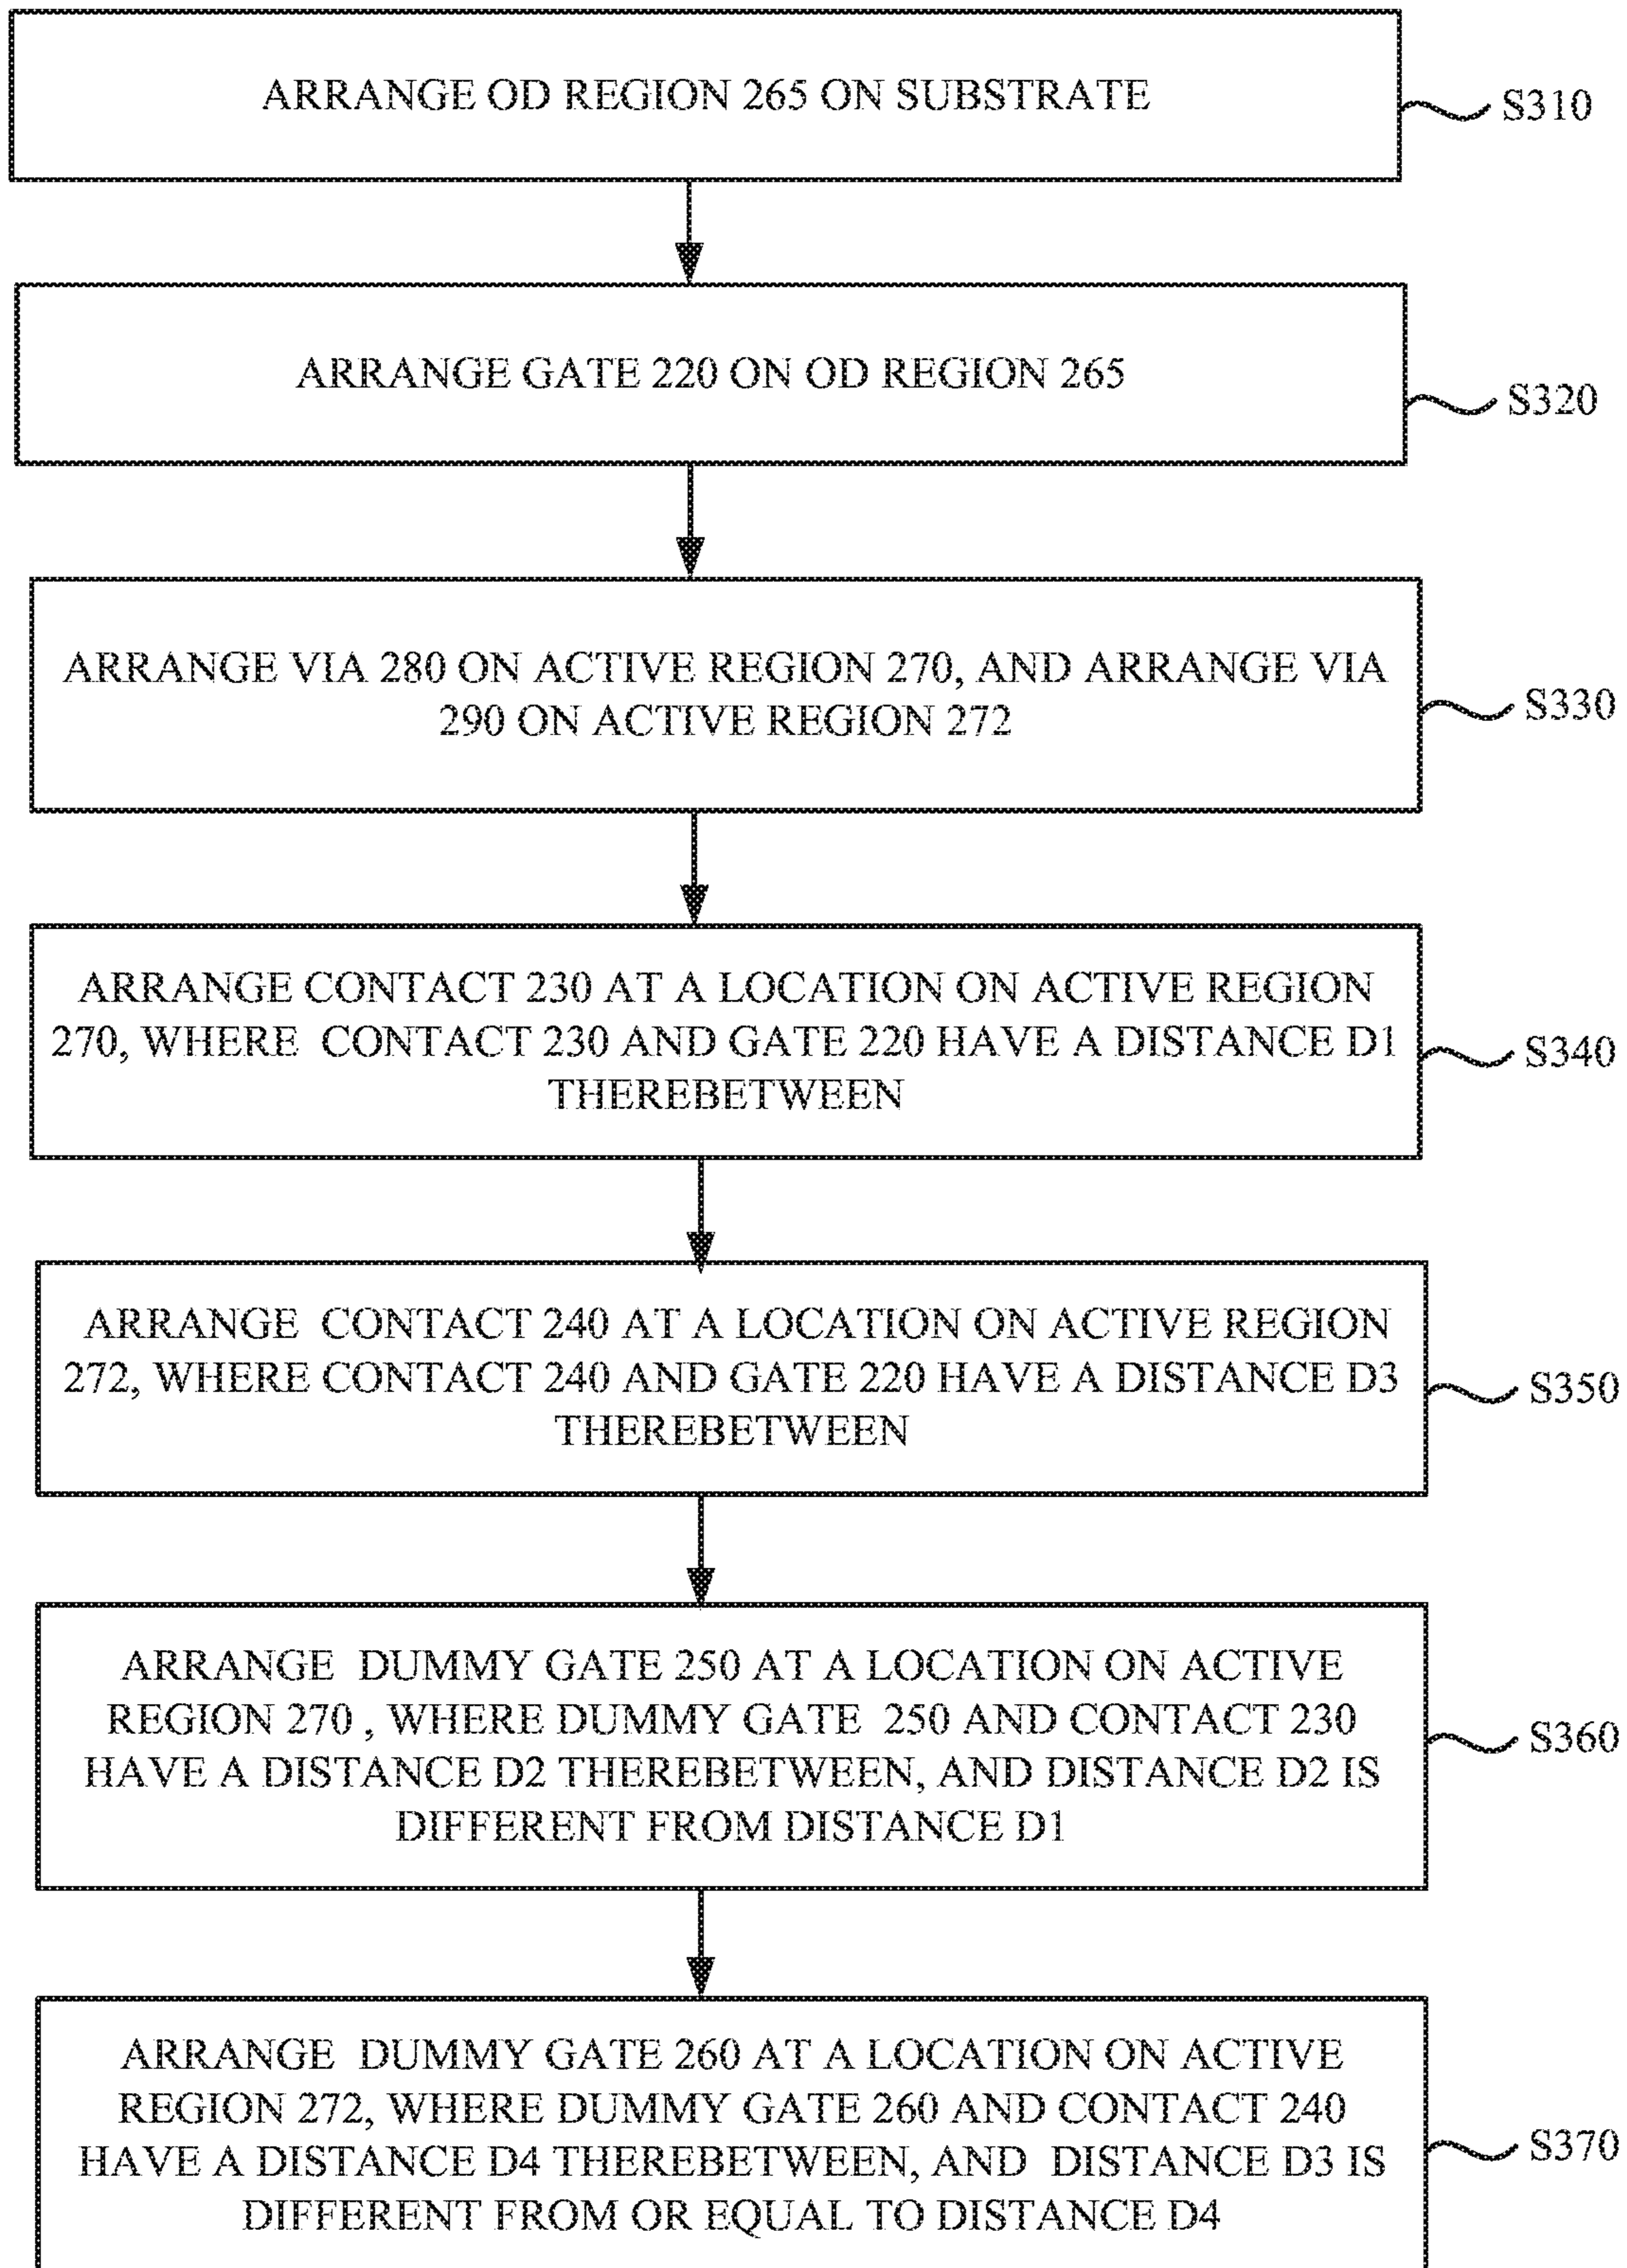 ARRANGE OD REGION 265 ON SUBSTRATE
S310
ARRANGE GATE 220 ON OD REGION 265
S320
ARRANGE VIA 280 ON ACTIVE REGION 270, AND ARRANGE VIA
290 ON ACTIVE REGION 272
S330
ARRANGE CONTACT 230 AT A LOCATION ON ACTIVE REGION
270, WHERE CONTACT 230 AND GATE 220 HAVE A DISTANCE D1
THEREBETWEEN
S340
ARRANGE CONTACT 240 AT A LOCATION ON ACTIVE REGION
272, WHERE CONTACT 240 AND GATE 220 HAVE A DISTANCE D3
THEREBETWEEN
S350
ARRANGE DUMMY GATE 250 AT A LOCATION ON ACTIVE
REGION 270 , WHERE DUMMY GATE 250 AND CONTACT 230
HAVE A DISTANCE D2 THEREBETWEEN, AND DISTANCE D2 IS
DIFFERENT FROM DISTANCE D1
S360
ARRANGE DUMMY GATE 260 AT A LOCATION ON ACTIVE
REGION 272, WHERE DUMMY GATE 260 AND CONTACT 240
HAVE A DISTANCE D4 THEREBETWEEN, AND DISTANCE D3 IS
DIFFERENT FROM OR EQUAL TO DISTANCE D4
S370